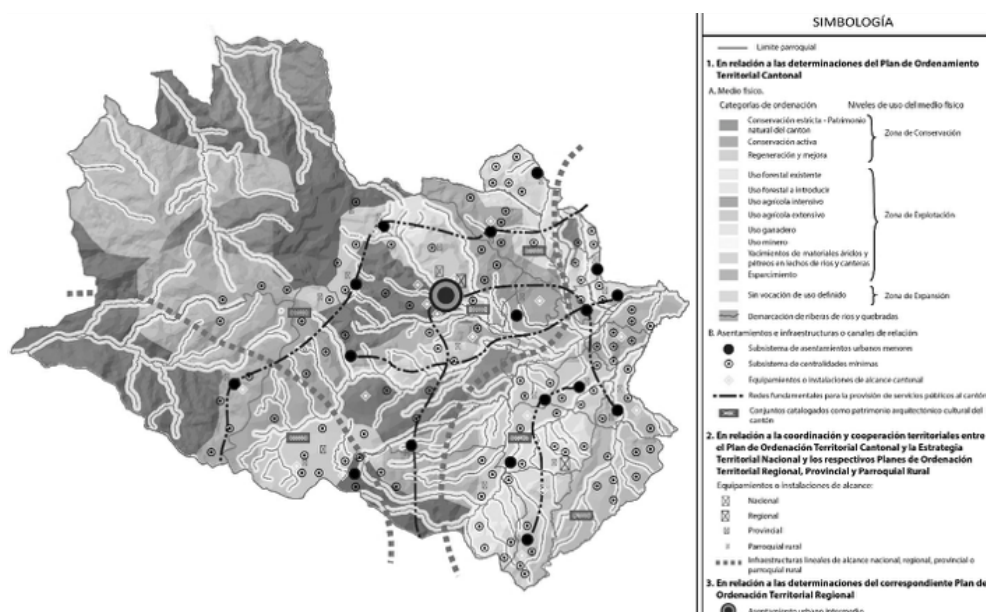 SIMBOLOGÍA
Limite parroquial
1. En relación a las determinaciones del Plan de Ordenamiento
Territorial Cantonal
A. Medio físico.
Categorías de ordenación Niveles de uso del medio físico
Conservación estricta - Patrimonio
natural del cantón
Conservación activa
Regeneración y mejora
Zona de Conservación
Uso forestal existente
Uso forestal a introducir
Uso agrícola intensivo
Uso agrícola extensivo
Uso ganadero
Uso minero
Yacimientos de materiales áridos y
pétreos en lechos de ríos y canteras
Esparcimiento
Zona de Explotación
Sin vocación de uso definido
Zona de Expansión
Demarcación de riberas de ríos y quebradas
B. Asentamientos e infraestructuras o canales de relación
Subsistema de asentamientos urbanos menores
Subsistema de centralidades mínimas
Equipamientos o instalaciones de alcance cantonal
Redes fundamentales para la provisión de servicios públicos al cantón
Conjuntos catalogados como patrimonio arquitectónico cultural del
cantón
2. En relación a la coordinación y cooperación territoriales entre
el Plan de Ordenación Territorial Cantonal y la Estrategia
Territorial Nacional y los respectivos Planes de Ordenación
Territorial Regional, Provincial y Parroquial Rural
Equipamientos o instalaciones de alcance:
Nacional
Regional
Provincial
Parroquial rural
Infraestructuras lineales de alcance nacional, regional, provincial o
parroquial rural
3. En relación a las determinaciones del correspondiente Plan de
Ordenación Territorial Regional
Asentamiento urbano intermedio